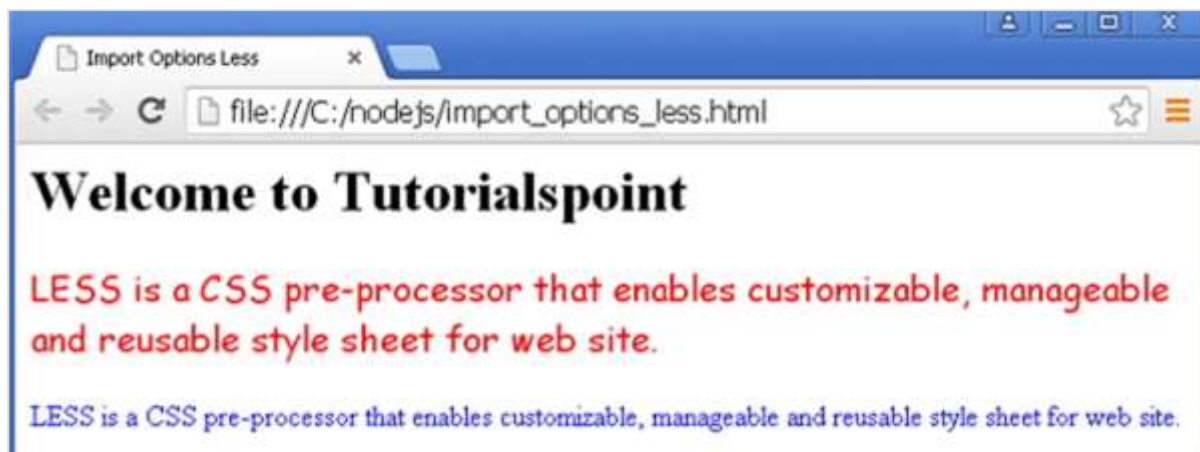 Import Options Less
file:///C:/nodejs/import_options_less.html
Welcome to Tutorialspoint
LESS is a CSS pre-processor that enables customizable, manageable
and reusable style sheet for web site.
LESS is a CSS pre-processor that enables customizable, manageable and reusable style sheet for web site.